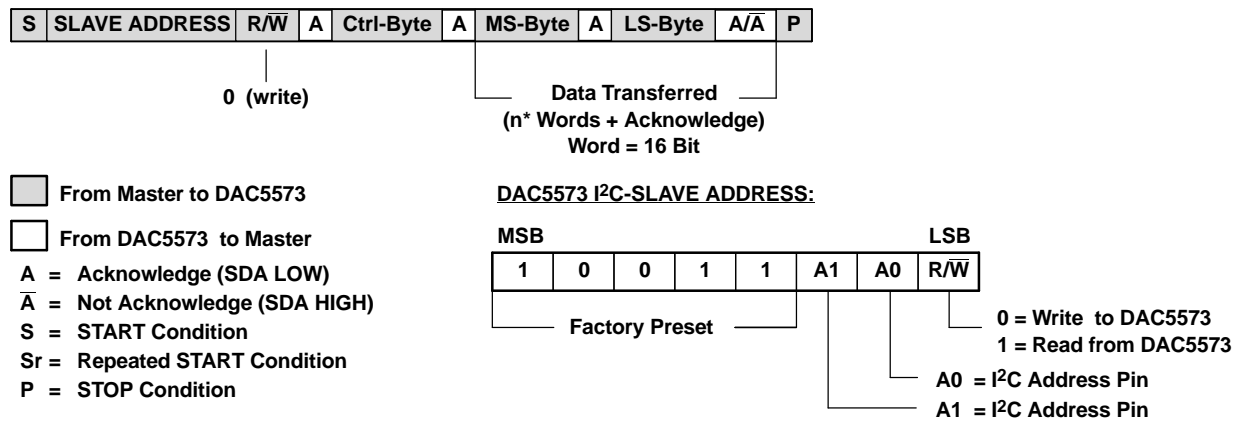 S SLAVE ADDRESS R/W̅ A Ctrl-Byte A MS-Byte A LS-Byte A/A̅ P
0 (write)
Data Transferred
(n* Words + Acknowledge)
Word = 16 Bit
From Master to DAC5573
From DAC5573 to Master
A = Acknowledge (SDA LOW)
A̅ = Not Acknowledge (SDA HIGH)
S = START Condition
Sr = Repeated START Condition
P = STOP Condition
DAC5573 I²C-SLAVE ADDRESS:
MSB LSB
1 0 0 1 1 A1 A0 R/W̅
Factory Preset
0 = Write to DAC5573
1 = Read from DAC5573
A0 = I²C Address Pin
A1 = I²C Address Pin